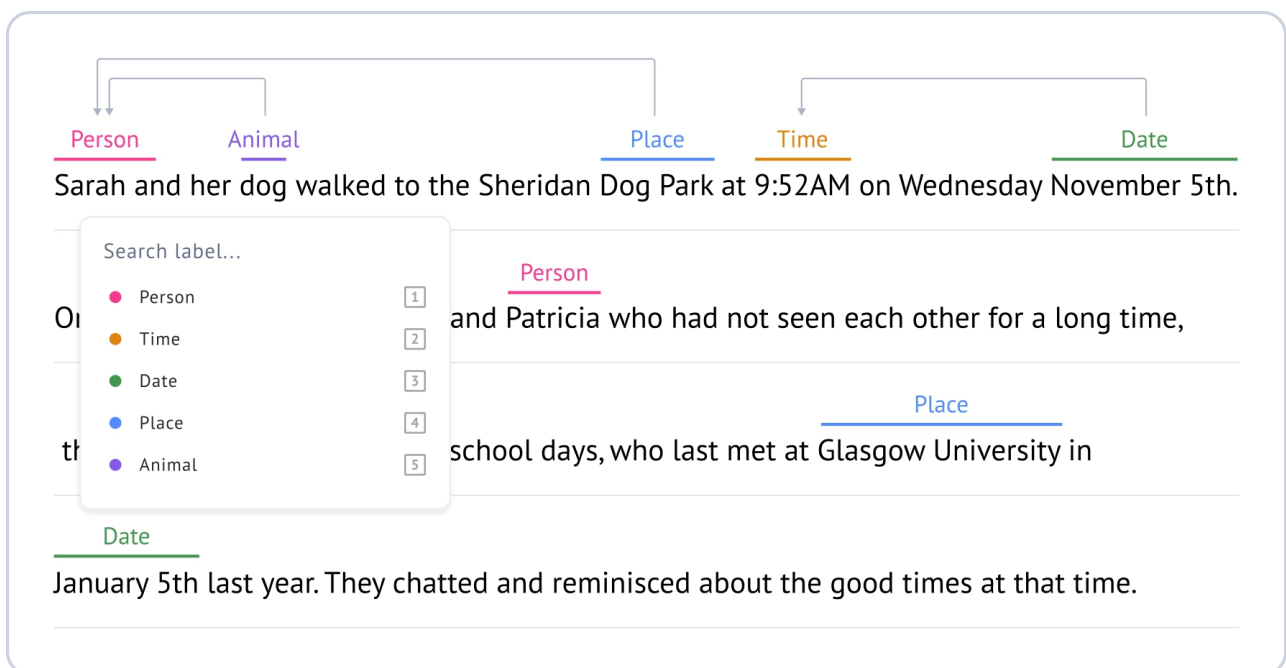 Person Animal Place Time Date
Sarah and her dog walked to the Sheridan Dog Park at 9:52AM on Wednesday November 5th.
Search label...
Person 1
Time 2
Date 3
Place 4
Animal 5
Person
and Patricia who had not seen each other for a long time,
Place
school days, who last met at Glasgow University in
Date
January 5th last year. They chatted and reminisced about the good times at that time.